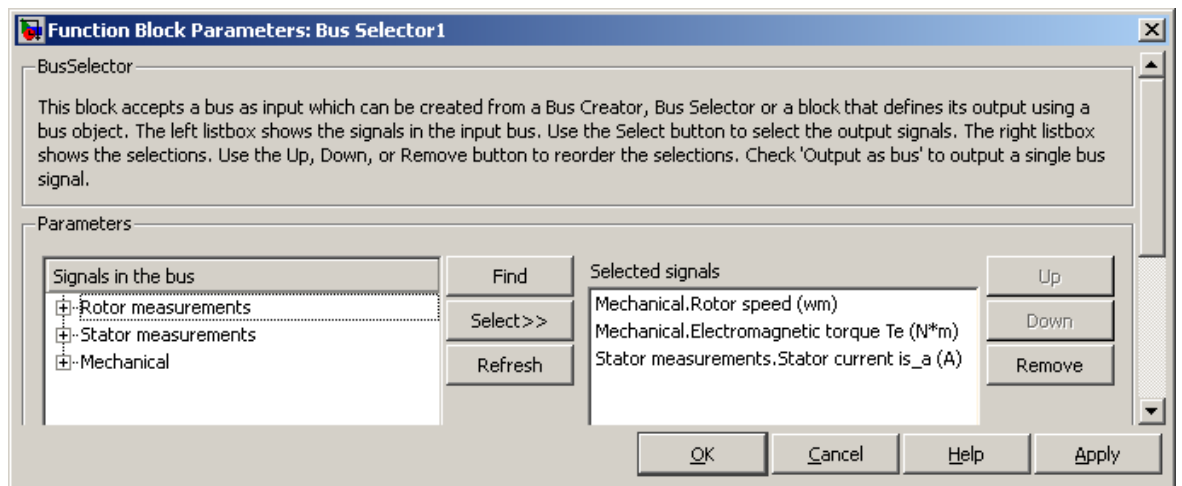 Function Block Parameters: Bus Selector1
BusSelector
This block accepts a bus as input which can be created from a Bus Creator, Bus Selector or a block that defines its output using a
bus object. The left listbox shows the signals in the input bus. Use the Select button to select the output signals. The right listbox
shows the selections. Use the Up, Down, or Remove button to reorder the selections. Check 'Output as bus' to output a single bus
signal.
Parameters
Signals in the bus
Rotor measurements
Stator measurements
Mechanical
Find
Select>>
Refresh
Selected signals
Mechanical.Rotor speed (wm)
Mechanical.Electromagnetic torque Te (N*m)
Stator measurements.Stator current is_a (A)
Up
Down
Remove
OK
Cancel
Help
Apply